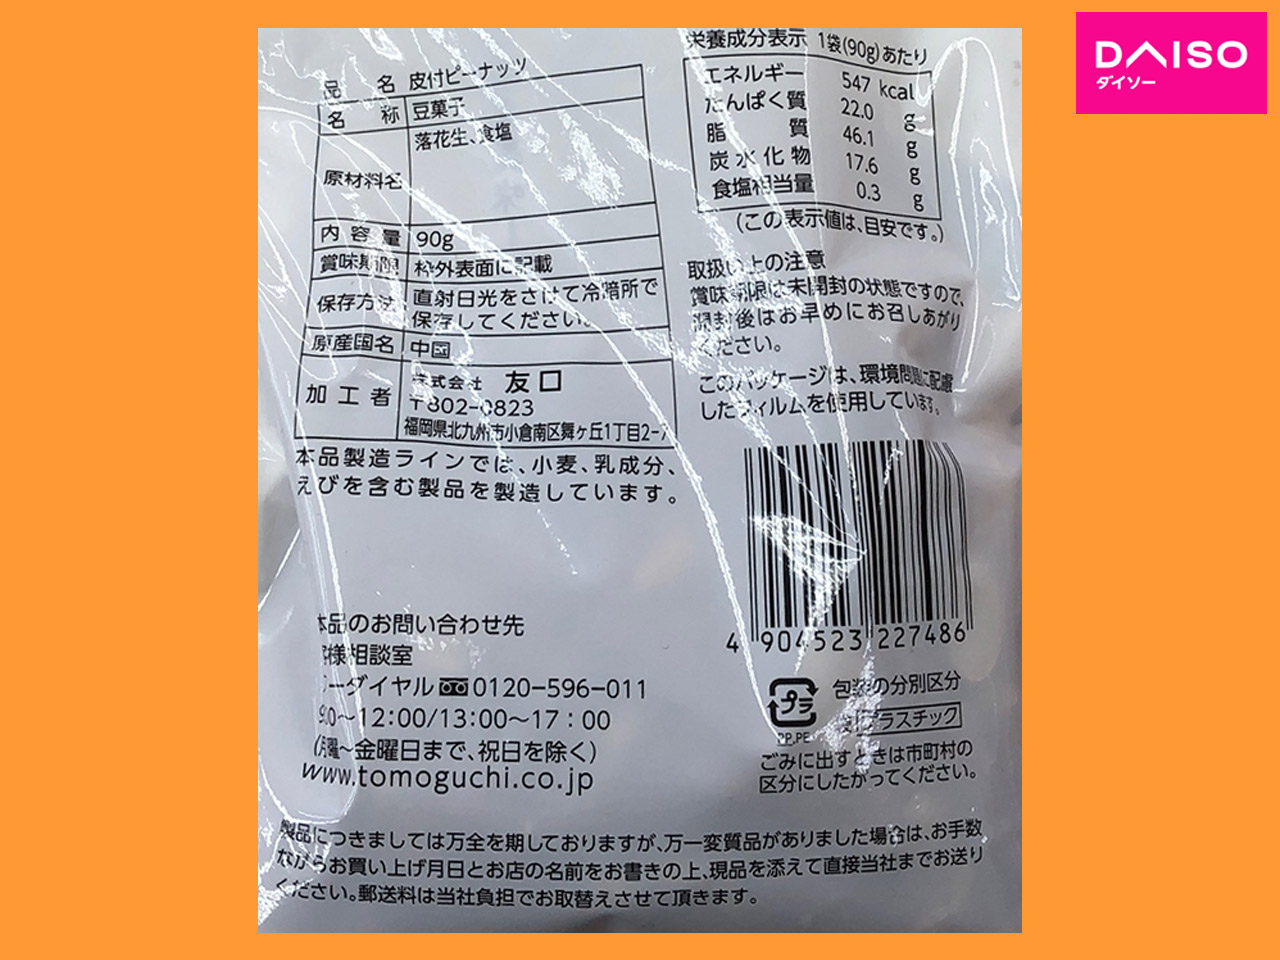 DAISO
ダイソー
品名 皮付ピーナッツ
名称 豆菓子
原材料名 落花生、食塩
内容量 90g
賞味期限 枠外表面に記載
保存方法 直射日光をさけて冷暗所で
保存してください。
原産国名 中国
加工者 株式会社 友口
〒802-0823
福岡県北九州市小倉南区舞ヶ丘1丁目2-7
本品製造ラインでは、小麦、乳成分、
えびを含む製品を製造しています。
本品のお問い合わせ先
客様相談室
フリーダイヤル 0120-596-011
9:00～12:00/13:00～17:00
(月曜～金曜日まで、祝日を除く)
www.tomoguchi.co.jp
栄養成分表示 1袋(90g)あたり
エネルギー 547 kcal
たんぱく質 22.0 g
脂質 46.1 g
炭水化物 17.6 g
食塩相当量 0.3 g
(この表示値は、目安です。)
取扱い上の注意
賞味期限は未開封の状態ですので、
開封後はお早めにお召しあがり
ください。
このパッケージは、環境問題に配慮
したフィルムを使用しています。
4 904523 227486
プラ
PP,PE
包装の分別区分
プラスチック
ごみに出すときは市町村の
区分にしたがってください。
製品につきましては万全を期しておりますが、万一変質品がありました場合は、お手数
ながらお買い上げ月日とお店の名前をお書きの上、現品を添えて直接当社までお送り
ください。郵送料は当社負担でお取替えさせて頂きます。